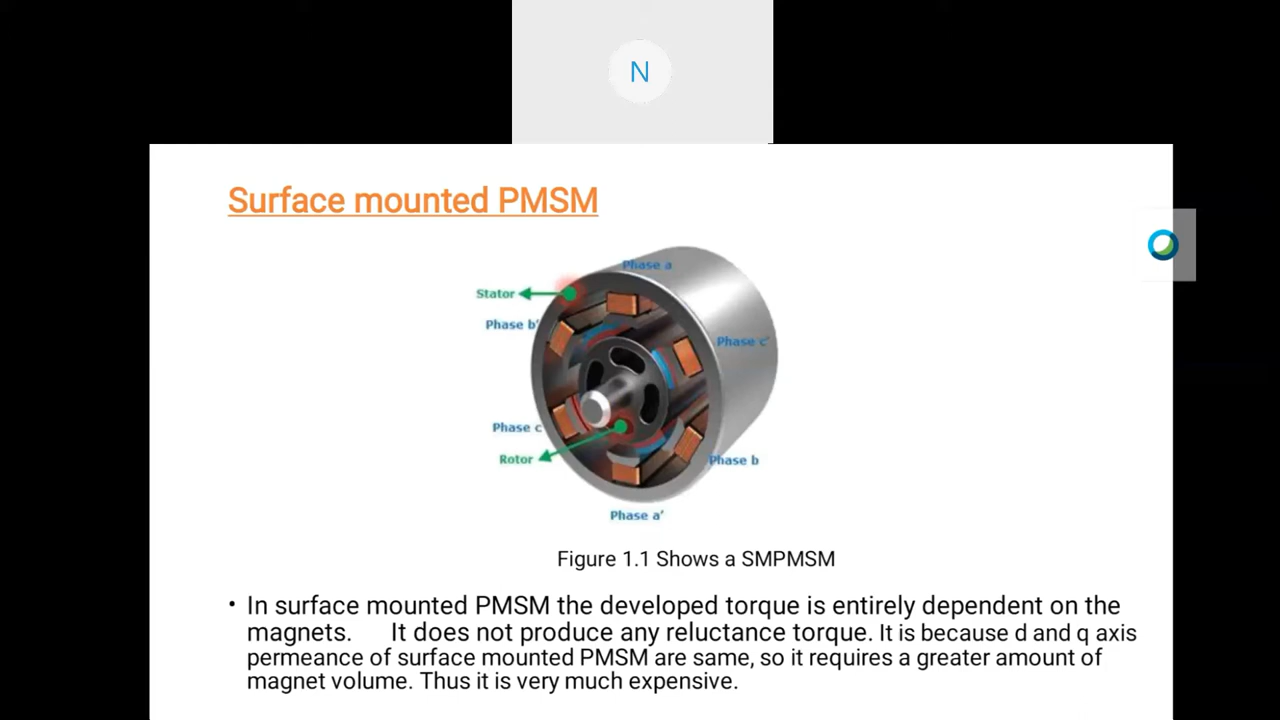 N
Surface mounted PMSM
Phase a
Stator
Phase b'
Phase c'
Phase c
Rotor
Phase b
Phase a'
Figure 1.1 Shows a SMPMSM
• In surface mounted PMSM the developed torque is entirely dependent on the
magnets. It does not produce any reluctance torque. It is because d and q axis
permeance of surface mounted PMSM are same, so it requires a greater amount of
magnet volume. Thus it is very much expensive.